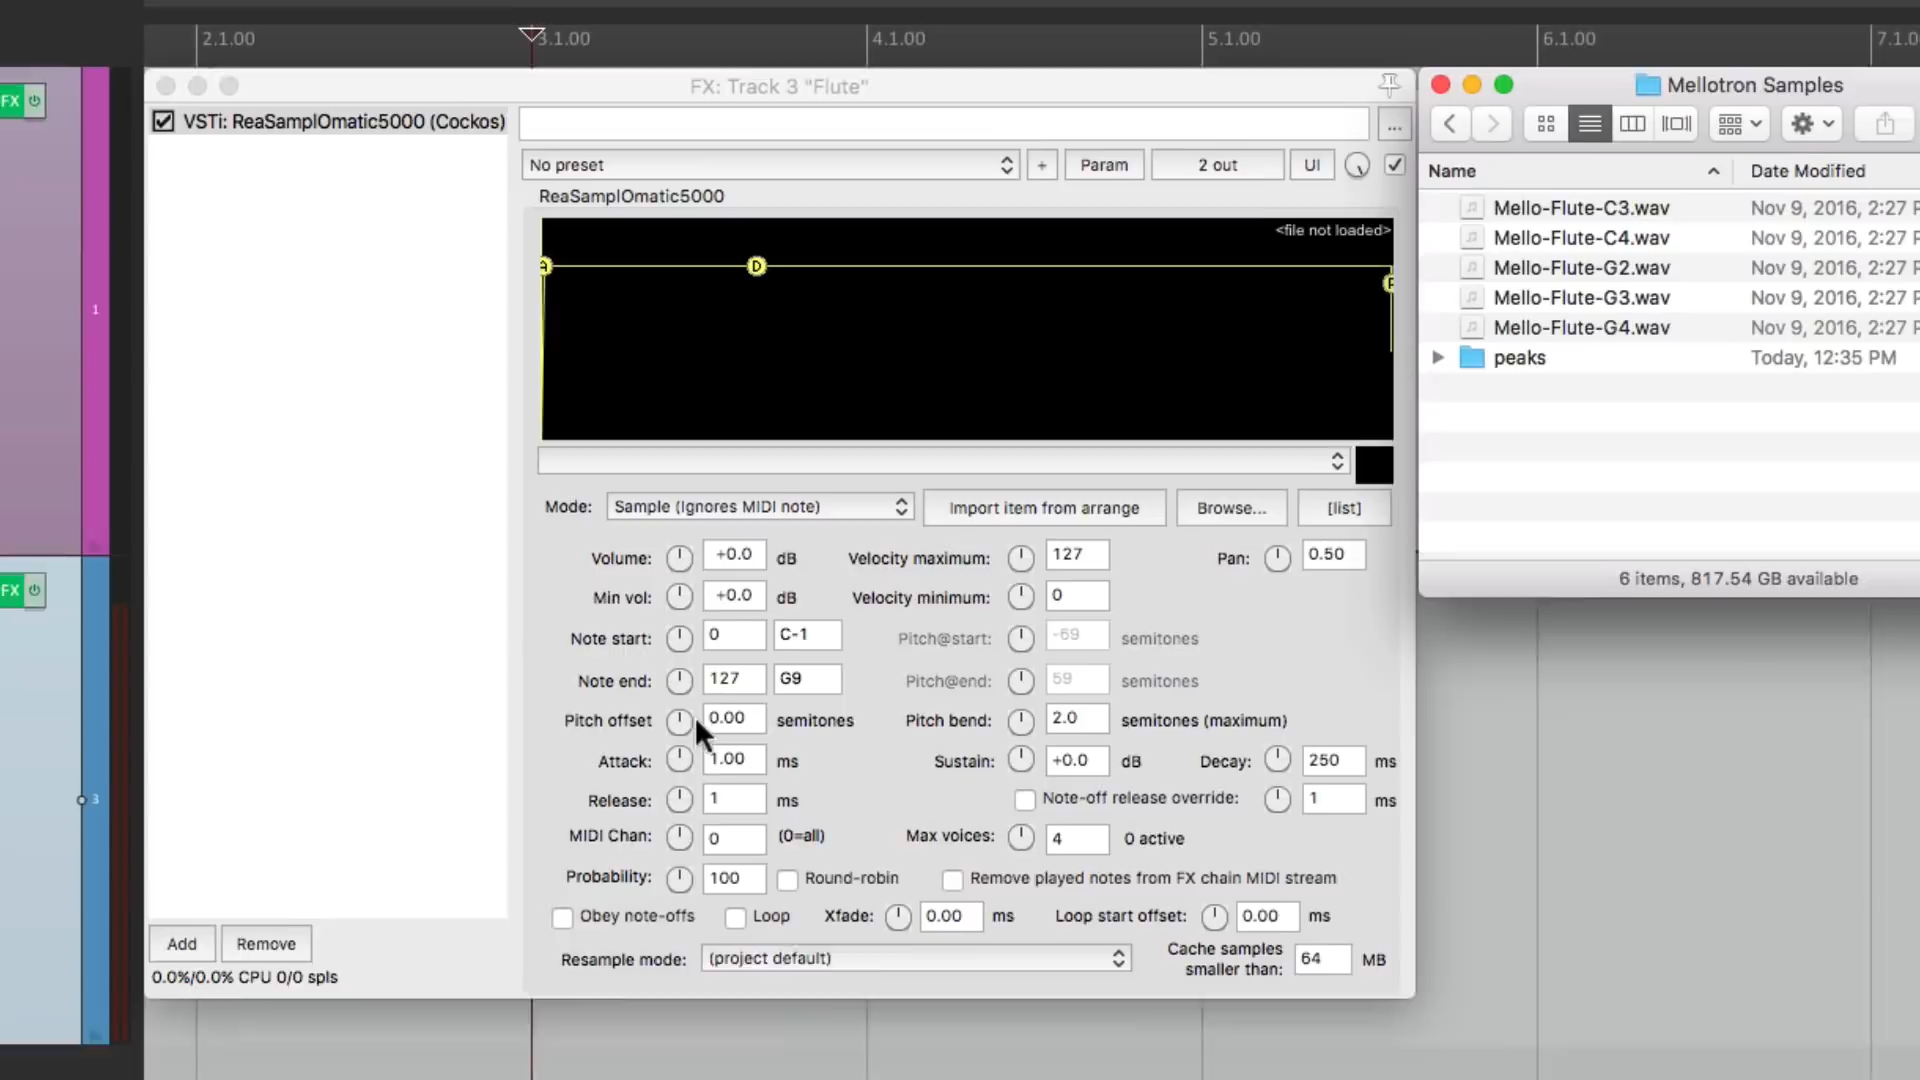 2.1.00 3.1.00 4.1.00 5.1.00 6.1.00 7.1.0
FX: Track 3 "Flute"
VSTi: ReaSamplOmatic5000 (Cockos)
...
No preset + Param 2 out UI
ReaSamplOmatic5000
<file not loaded>
A D
Mode: Sample (Ignores MIDI note) Import item from arrange Browse... [list]
Volume: +0.0 dB Velocity maximum: 127 Pan: 0.50
Min vol: +0.0 dB Velocity minimum: 0
Note start: 0 C-1 Pitch@start: -69 semitones
Note end: 127 G9 Pitch@end: 59 semitones
Pitch offset 0.00 semitones Pitch bend: 2.0 semitones (maximum)
Attack: 1.00 ms Sustain: +0.0 dB Decay: 250 ms
Release: 1 ms Note-off release override: 1 ms
MIDI Chan: 0 (0=all) Max voices: 4 0 active
Probability: 100 Round-robin Remove played notes from FX chain MIDI stream
Obey note-offs Loop Xfade: 0.00 ms Loop start offset: 0.00 ms
Resample mode: (project default) Cache samples
smaller than: 64 MB
Add Remove
0.0%/0.0% CPU 0/0 spls
FX
1
FX
3
Mellotron Samples
Name Date Modified
Mello-Flute-C3.wav Nov 9, 2016, 2:27 P
Mello-Flute-C4.wav Nov 9, 2016, 2:27 P
Mello-Flute-G2.wav Nov 9, 2016, 2:27 P
Mello-Flute-G3.wav Nov 9, 2016, 2:27 P
Mello-Flute-G4.wav Nov 9, 2016, 2:27 P
peaks Today, 12:35 PM
6 items, 817.54 GB available